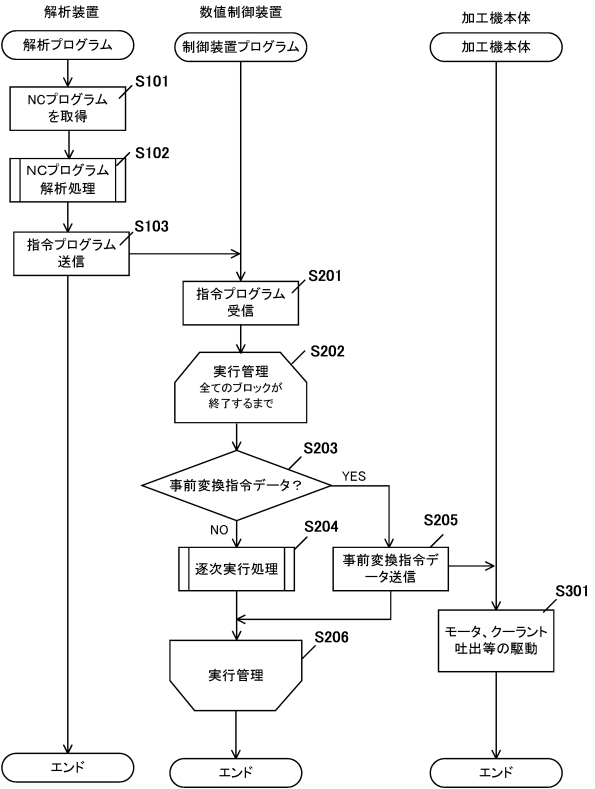 解析装置
数値制御装置
加工機本体
解析プログラム
制御装置プログラム
加工機本体
S101
NCプログラム
を取得
S102
NCプログラム
解析処理
S103
指令プログラム
送信
S201
指令プログラム
受信
S202
実行管理
全てのブロックが
終了するまで
S203
事前変換指令データ？
YES
NO
S204
逐次実行処理
S205
事前変換指令デ
ータ送信
S301
モータ、クーラント
吐出等の駆動
S206
実行管理
エンド
エンド
エンド